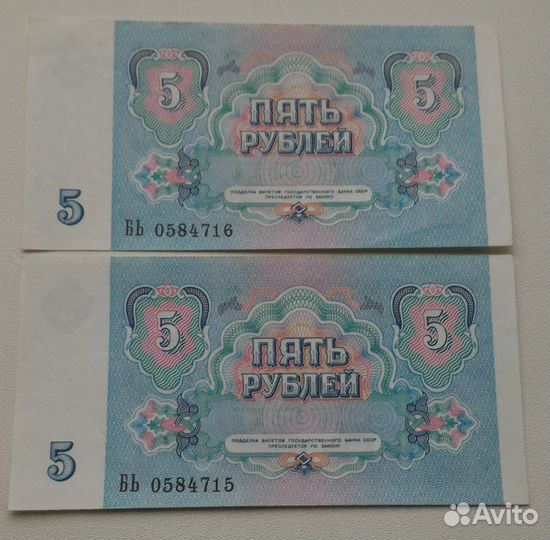 5 5
ПЯТЬ
РУБЛЕЙ
ПОДДЕЛКА БИЛЕТОВ ГОСУДАРСТВЕННОГО БАНКА СССР
ПРЕСЛЕДУЕТСЯ ПО ЗАКОНУ
5
БЬ 0584716
5 5
ПЯТЬ
РУБЛЕЙ
ПОДДЕЛКА БИЛЕТОВ ГОСУДАРСТВЕННОГО БАНКА СССР
ПРЕСЛЕДУЕТСЯ ПО ЗАКОНУ
5
БЬ 0584715
Avito